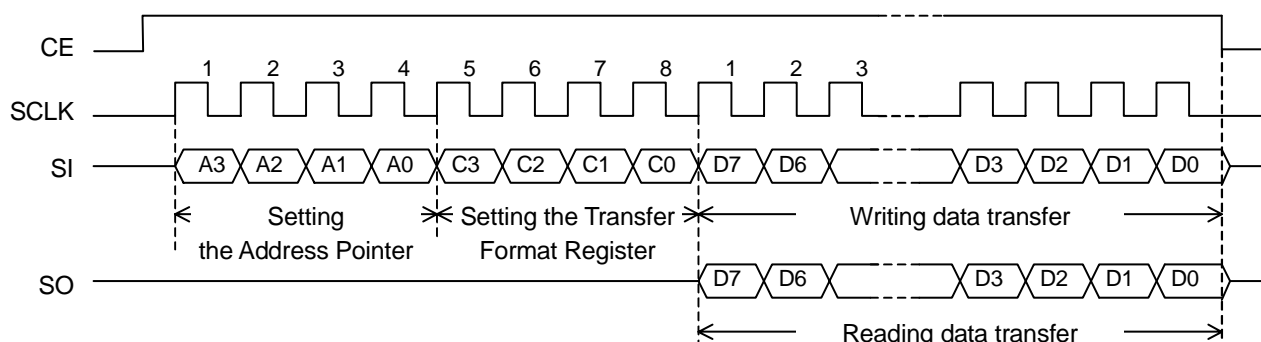 CE
1 2 3 4 5 6 7 8 1 2 3
SCLK
SI A3 A2 A1 A0 C3 C2 C1 C0 D7 D6 D3 D2 D1 D0
Setting Setting the Transfer Writing data transfer
the Address Pointer Format Register
SO D7 D6 D3 D2 D1 D0
Reading data transfer